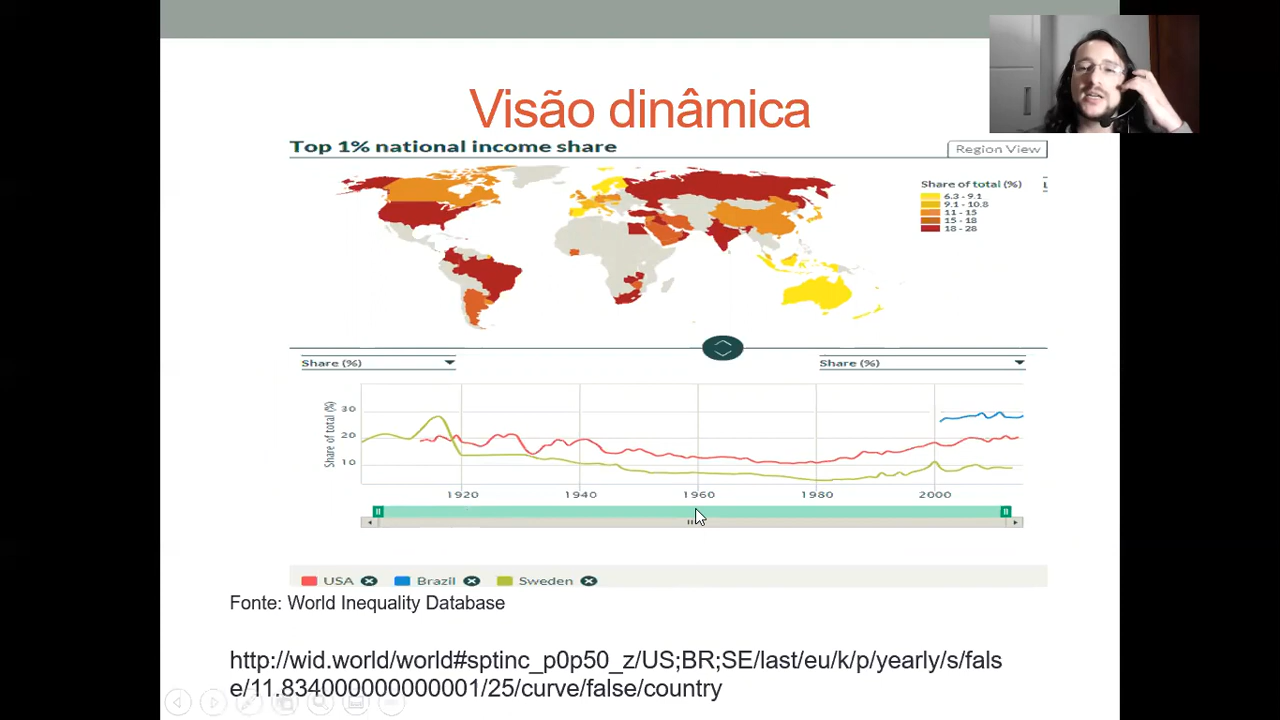 Visão dinâmica
Top 1% national income share
Region View
Share of total (%)
L
6.3 - 9.1
9.1 - 10.8
11 - 15
15 - 18
18 - 28
Share (%)
Share (%)
Share of total (%)
30
20
10
1920
1940
1960
1980
2000
USA
Brazil
Sweden
Fonte: World Inequality Database
http://wid.world/world#sptinc_p0p50_z/US;BR;SE/last/eu/k/p/yearly/s/fals
e/11.834000000000001/25/curve/false/country